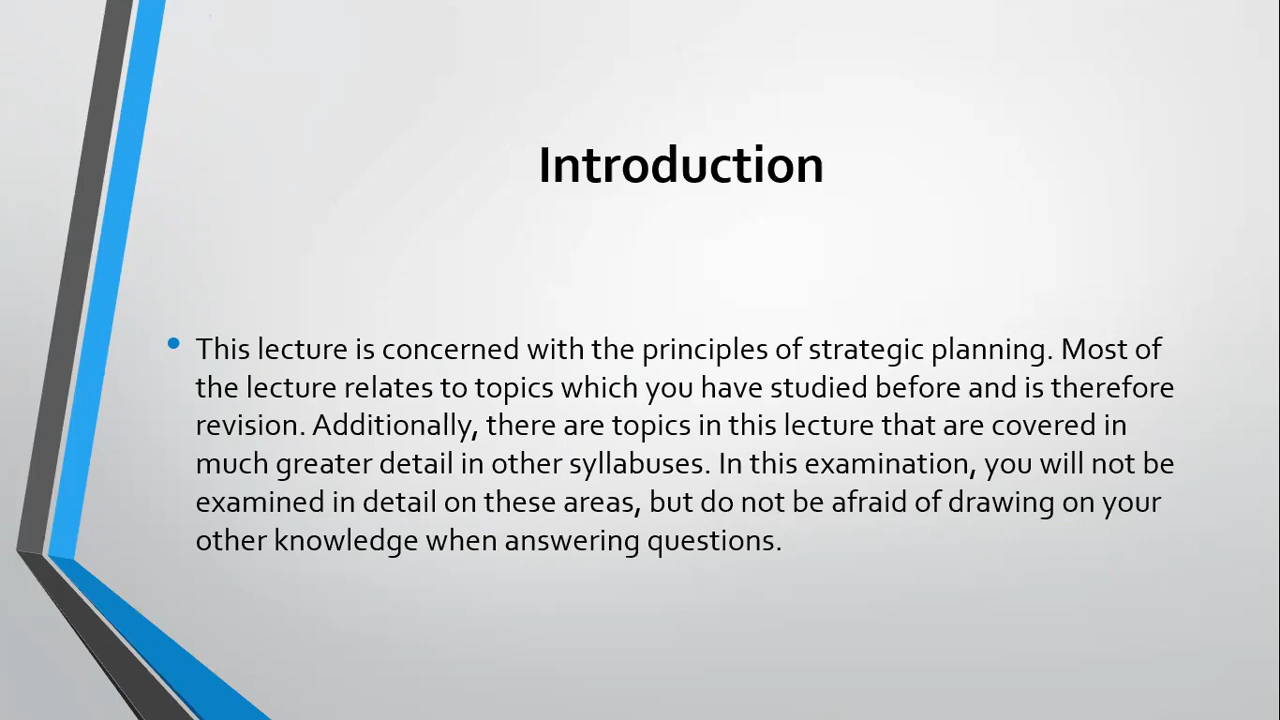 Introduction
• This lecture is concerned with the principles of strategic planning. Most of
the lecture relates to topics which you have studied before and is therefore
revision. Additionally, there are topics in this lecture that are covered in
much greater detail in other syllabuses. In this examination, you will not be
examined in detail on these areas, but do not be afraid of drawing on your
other knowledge when answering questions.